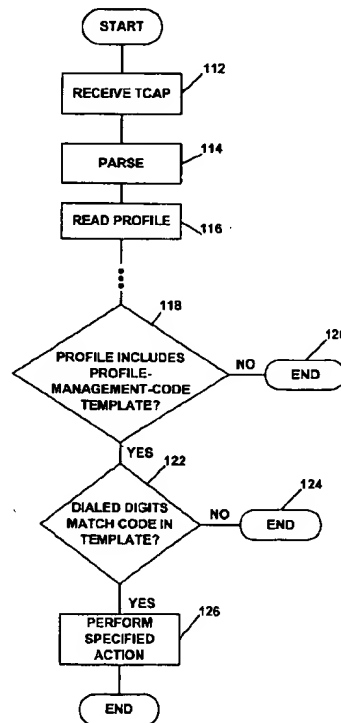 START
112
RECEIVE TCAP
114
PARSE
116
READ PROFILE
118
PROFILE INCLUDES
PROFILE-
MANAGEMENT-CODE
TEMPLATE?
NO
120
END
YES
122
DIALED DIGITS
MATCH CODE IN
TEMPLATE?
NO
124
END
YES
126
PERFORM
SPECIFIED
ACTION
END